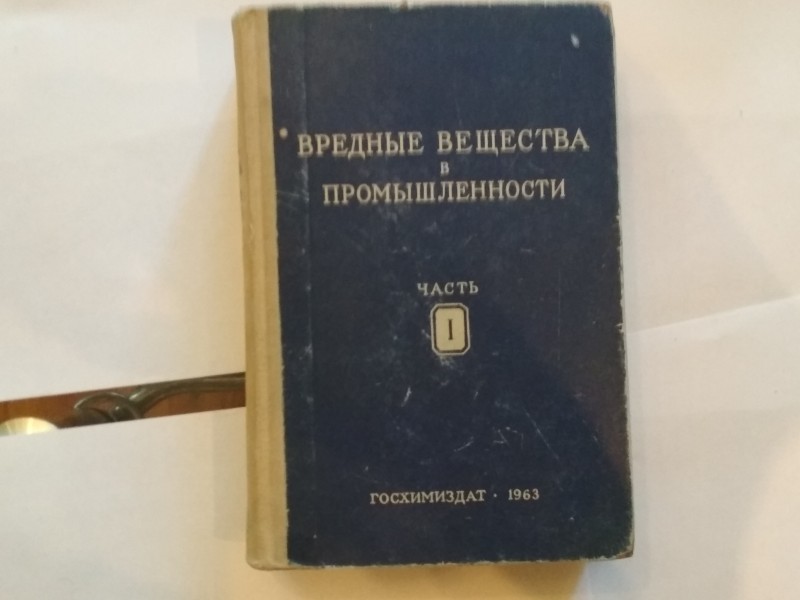 ВРЕДНЫЕ ВЕЩЕСТВА
В
ПРОМЫШЛЕННОСТИ
ЧАСТЬ
I
ГОСХИМИЗДАТ · 1963